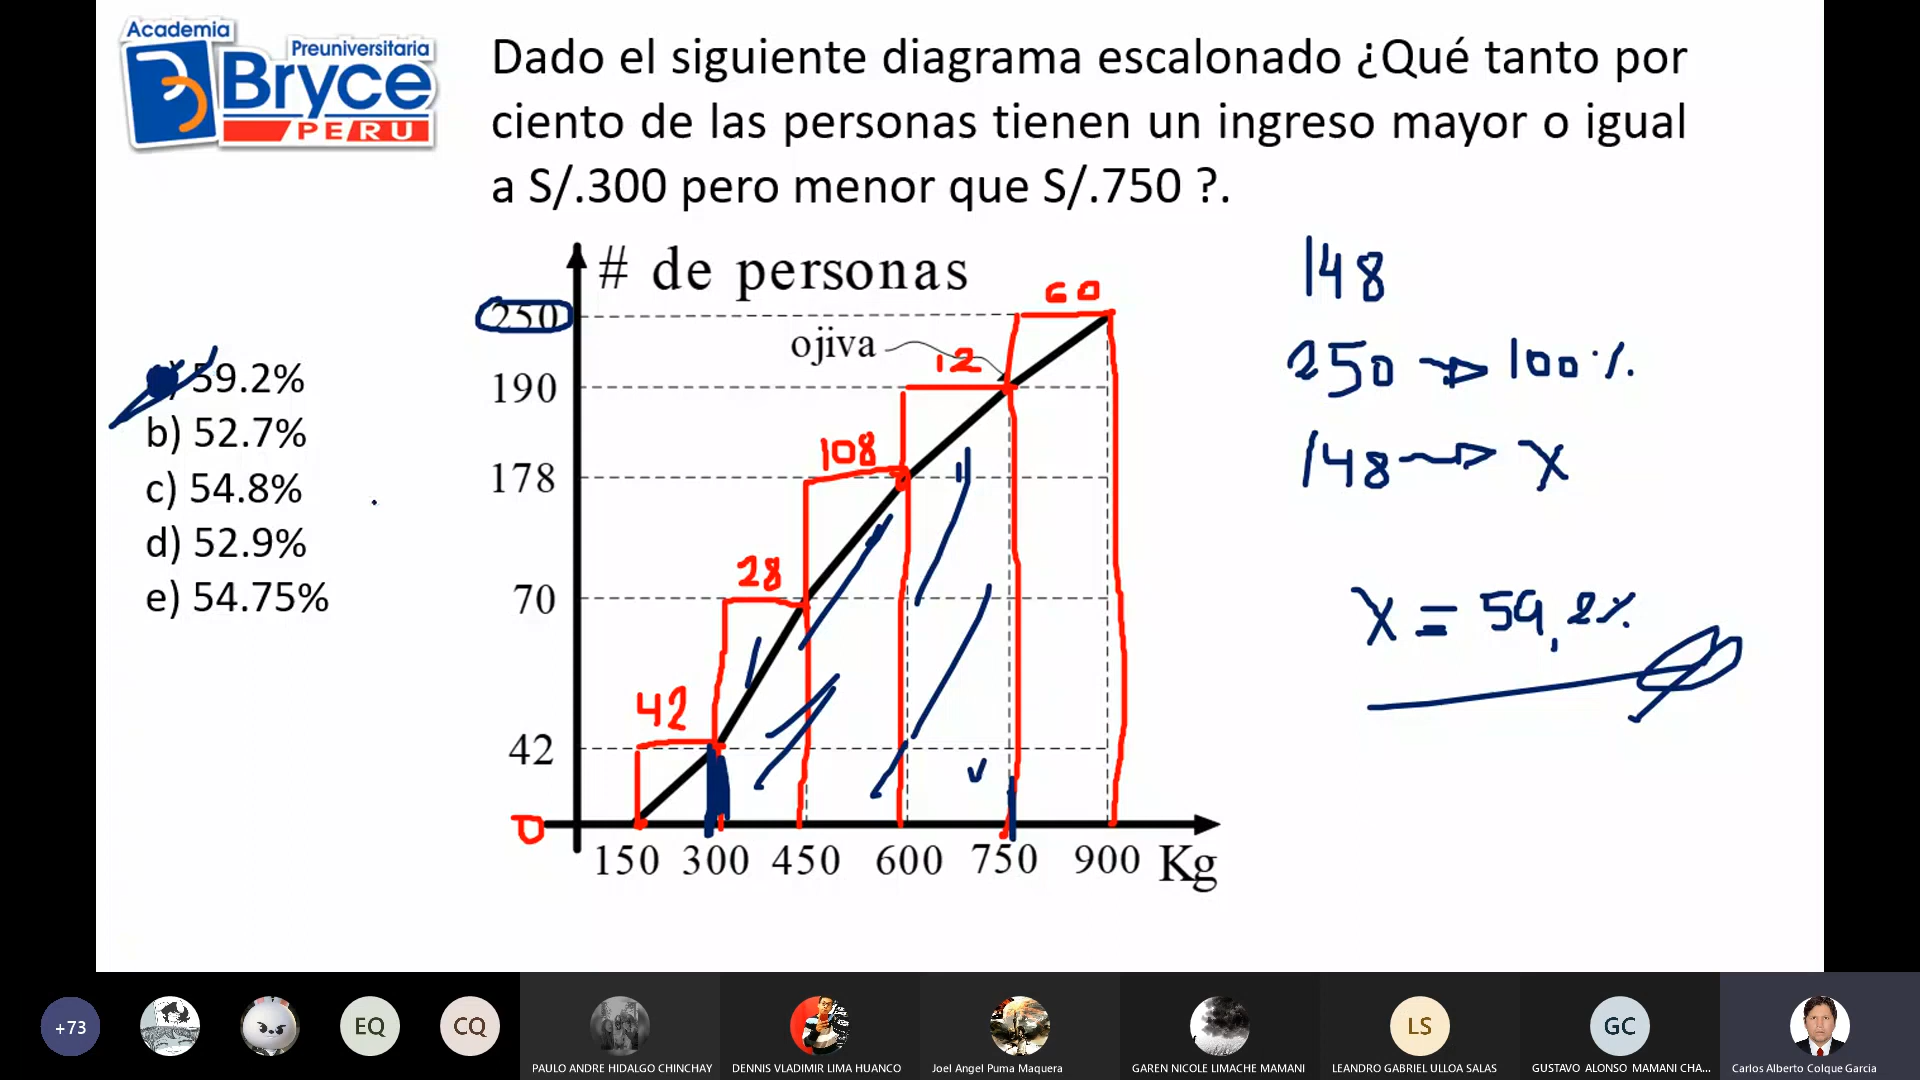 Academia
Preuniversitaria
Bryce
PERU
Dado el siguiente diagrama escalonado ¿Qué tanto por
ciento de las personas tienen un ingreso mayor o igual
a S/.300 pero menor que S/.750 ?.
59.2%
b) 52.7%
c) 54.8%
d) 52.9%
e) 54.75%
# de personas
250
190
178
70
42
0
ojiva
60
12
108
28
42
150 300 450 600 750 900 Kg
148
250 → 100%
148 → X
X = 59,2%
+73
EQ
CQ
PAULO ANDRE HIDALGO CHINCHAY
DENNIS VLADIMIR LIMA HUANCO
Joel Angel Puma Maquera
GAREN NICOLE LIMACHE MAMANI
LS
LEANDRO GABRIEL ULLOA SALAS
GC
GUSTAVO ALONSO MAMANI CHA...
Carlos Alberto Colque Garcia